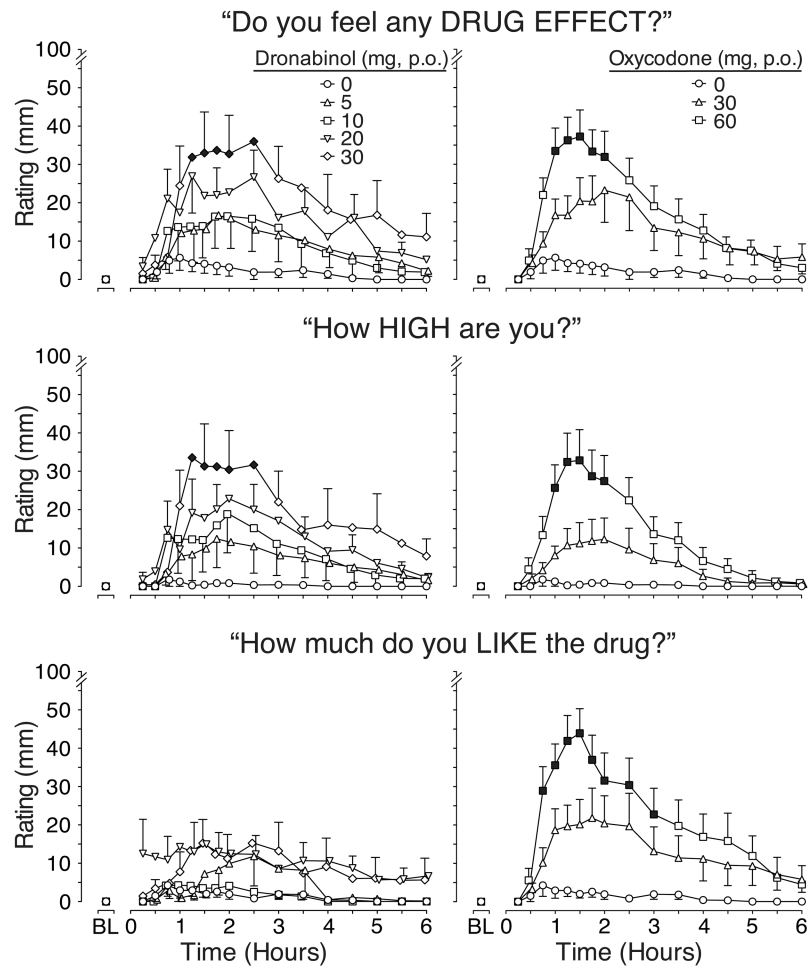 “Do you feel any DRUG EFFECT?”
Dronabinol (mg, p.o.)
0
5
10
20
30
Oxycodone (mg, p.o.)
0
30
60
Rating (mm)
100
50
40
30
20
10
0
“How HIGH are you?”
Rating (mm)
100
50
40
30
20
10
0
“How much do you LIKE the drug?”
Rating (mm)
100
50
40
30
20
10
0
BL 0 1 2 3 4 5 6
Time (Hours)
BL 0 1 2 3 4 5 6
Time (Hours)